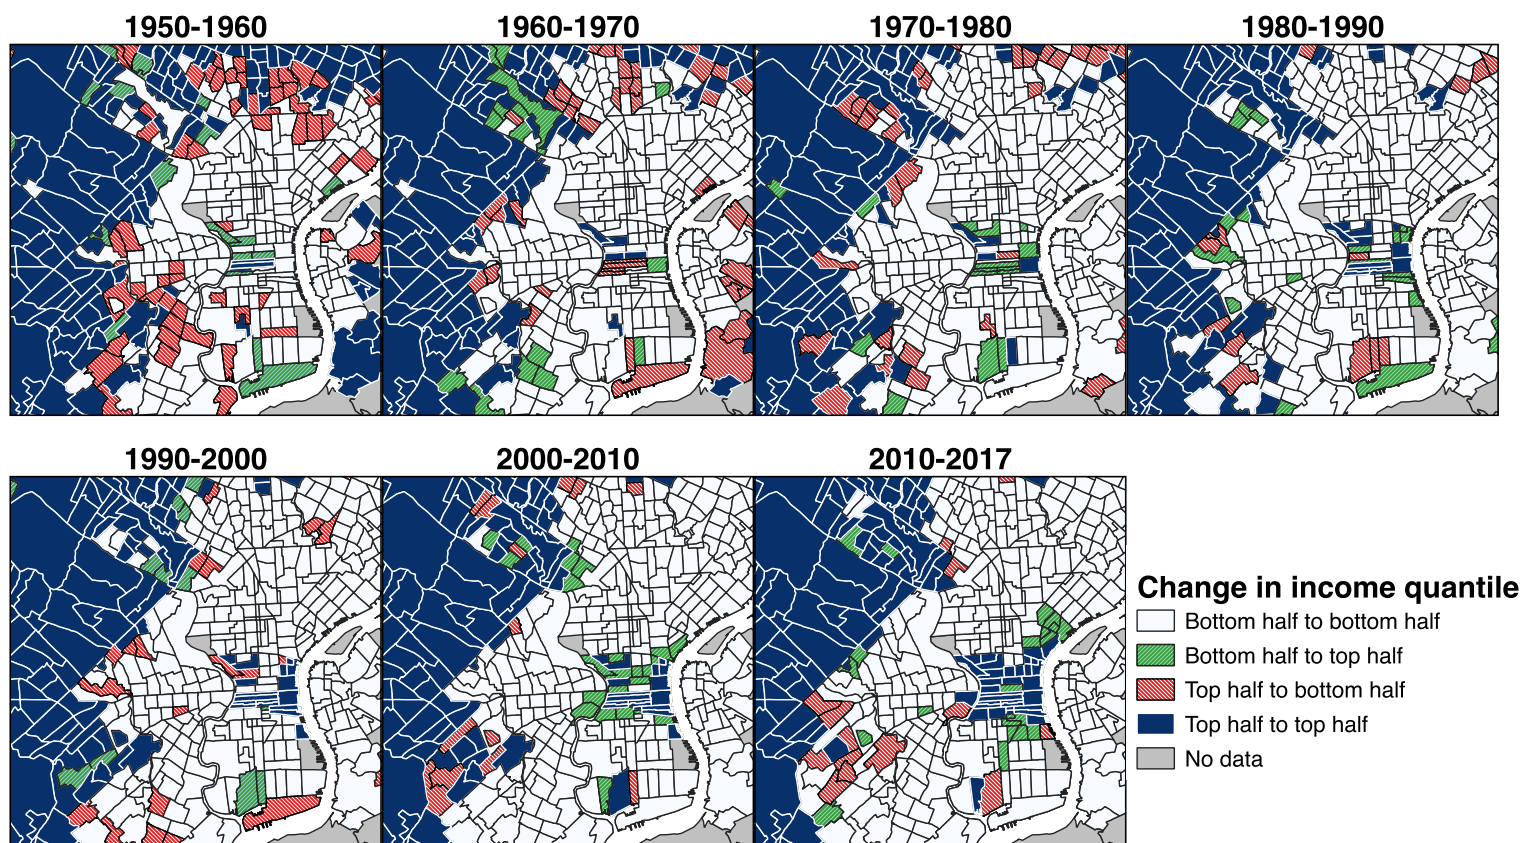 1950-1960
1960-1970
1970-1980
1980-1990
1990-2000
2000-2010
2010-2017
Change in income quantile
Bottom half to bottom half
Bottom half to top half
Top half to bottom half
Top half to top half
No data